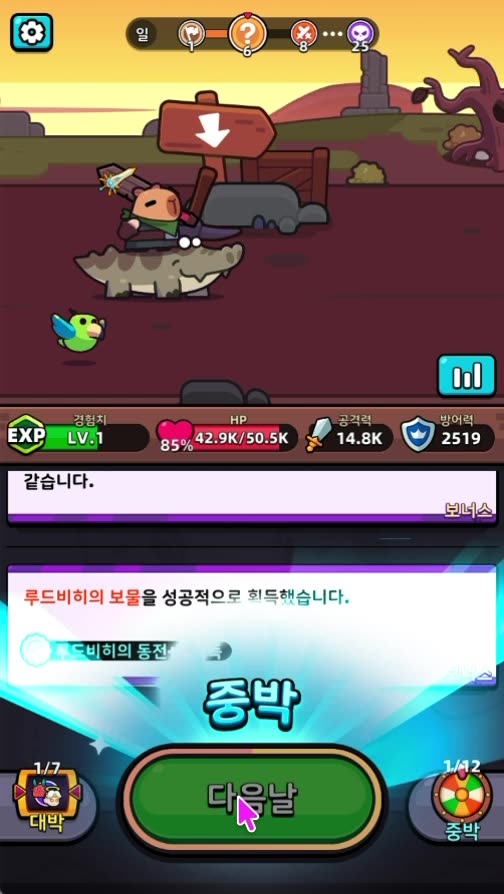 일
1
?
6
8
25
경험치
EXP
LV.1
HP
85%
42.9K/50.5K
공격력
14.8K
방어력
2519
같습니다.
보너스
루드비히의 보물을 성공적으로 획득했습니다.
루드비히의 동전
중박
1/7
대박
다음날
1/12
중박